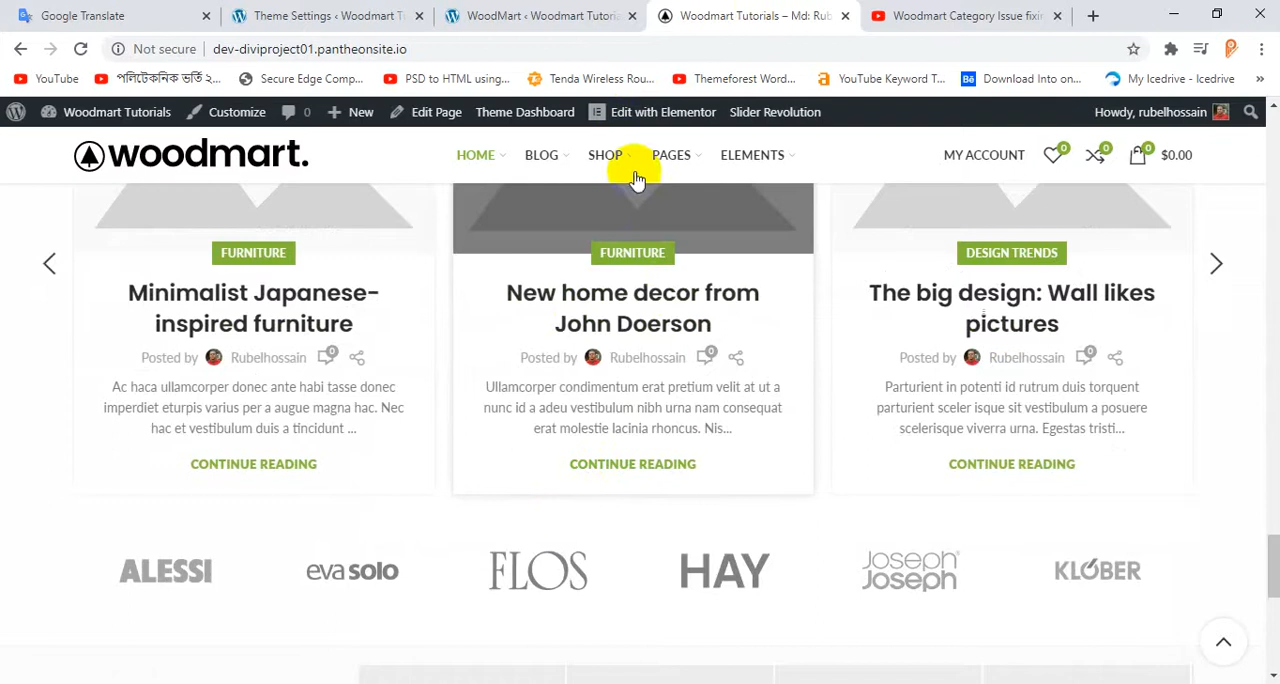 Google Translate
Theme Settings ‹ Woodmart T
WoodMart ‹ Woodmart Tutoria
Woodmart Tutorials – Md: Rub
Woodmart Category Issue fixin
Not secure
dev-diviproject01.pantheonsite.io
YouTube
পলিটেকনিক ভর্তি ২...
Secure Edge Comp...
PSD to HTML using...
Tenda Wireless Rou...
Themeforest Word...
YouTube Keyword T...
Download Into on...
My Icedrive - Icedrive
»
Woodmart Tutorials
Customize
0
New
Edit Page
Theme Dashboard
Edit with Elementor
Slider Revolution
Howdy, rubelhossain
woodmart.
HOME
BLOG
SHOP
PAGES
ELEMENTS
MY ACCOUNT
0
0
0
$0.00
FURNITURE
Minimalist Japanese-
inspired furniture
Posted by Rubelhossain 0
Ac haca ullamcorper donec ante habi tasse donec
imperdiet eturpis varius per a augue magna hac. Nec
hac et vestibulum duis a tincidunt ...
CONTINUE READING
FURNITURE
New home decor from
John Doerson
Posted by Rubelhossain 0
Ullamcorper condimentum erat pretium velit at ut a
nunc id a adeu vestibulum nibh urna nam consequat
erat molestie lacinia rhoncus. Nis...
CONTINUE READING
DESIGN TRENDS
The big design: Wall likes
pictures
Posted by Rubelhossain 0
Parturient in potenti id rutrum duis torquent
parturient sceler isque sit vestibulum a posuere
scelerisque viverra urna. Egestas tristi...
CONTINUE READING
ALESSI
eva solo
FLOS
HAY
Joseph
Joseph
KLÖBER